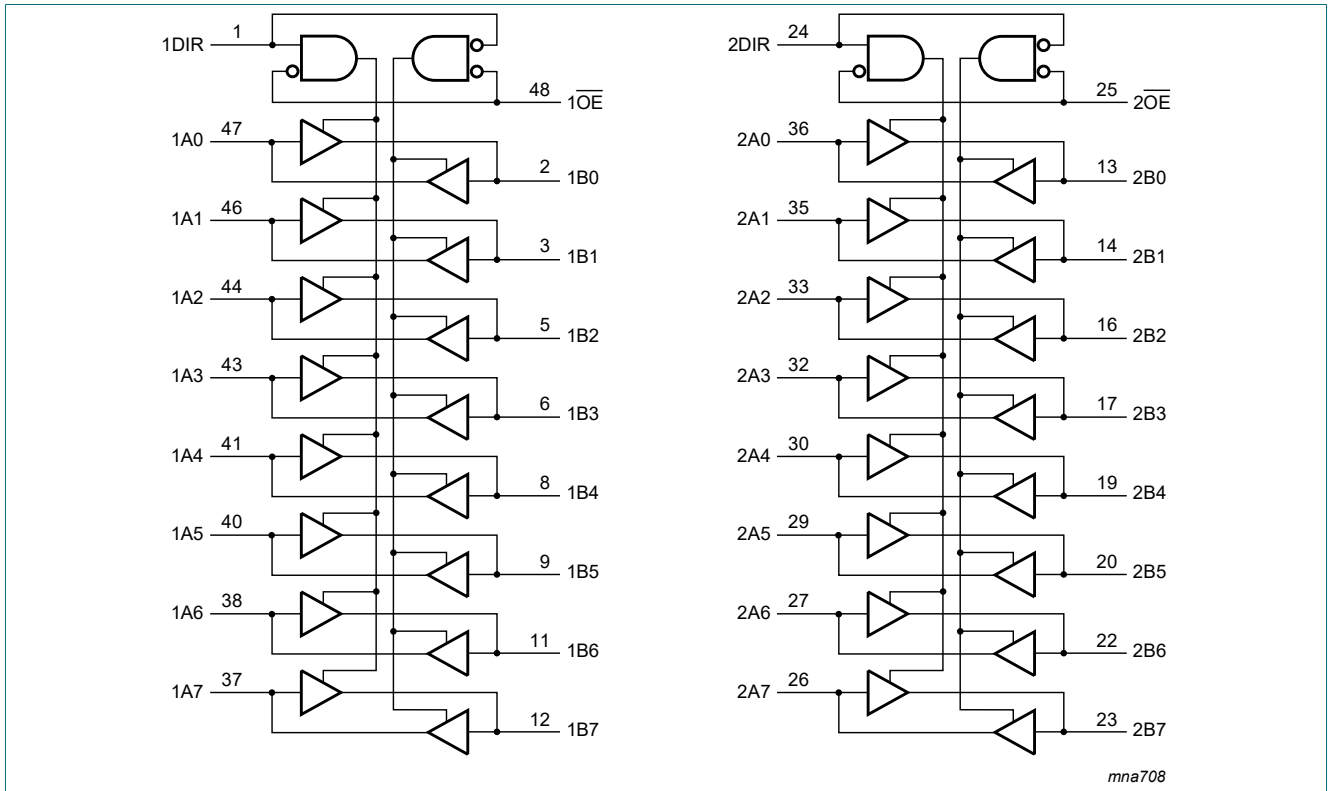 1DIR 1
48 1O̅E̅
1A0 47
2 1B0
1A1 46
3 1B1
1A2 44
5 1B2
1A3 43
6 1B3
1A4 41
8 1B4
1A5 40
9 1B5
1A6 38
11 1B6
1A7 37
12 1B7
2DIR 24
25 2O̅E̅
2A0 36
13 2B0
2A1 35
14 2B1
2A2 33
16 2B2
2A3 32
17 2B3
2A4 30
19 2B4
2A5 29
20 2B5
2A6 27
22 2B6
2A7 26
23 2B7
mna708